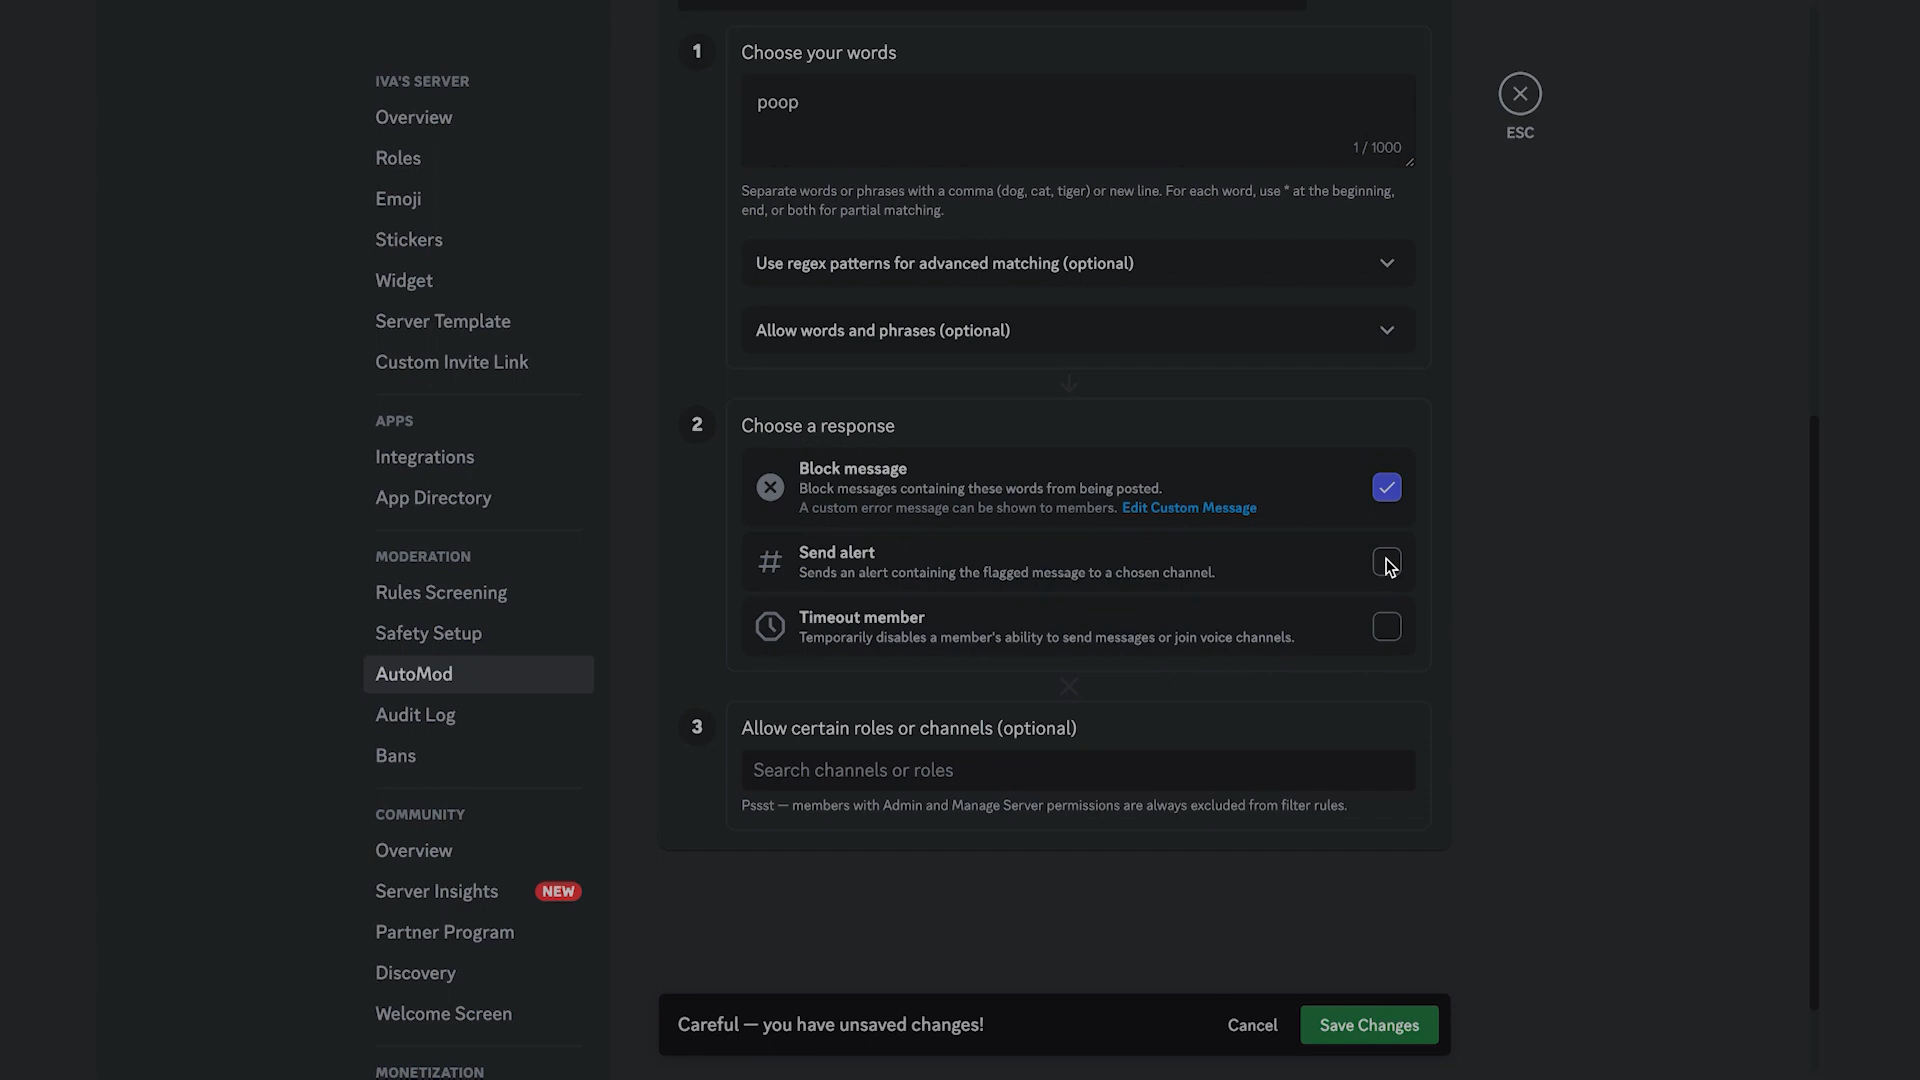 IVA'S SERVER
Overview
Roles
Emoji
Stickers
Widget
Server Template
Custom Invite Link
APPS
Integrations
App Directory
MODERATION
Rules Screening
Safety Setup
AutoMod
Audit Log
Bans
COMMUNITY
Overview
Server Insights NEW
Partner Program
Discovery
Welcome Screen
MONETIZATION
1 Choose your words
poop
1 / 1000
Separate words or phrases with a comma (dog, cat, tiger) or new line. For each word, use * at the beginning,
end, or both for partial matching.
Use regex patterns for advanced matching (optional)
Allow words and phrases (optional)
2 Choose a response
Block message
Block messages containing these words from being posted.
A custom error message can be shown to members. Edit Custom Message
Send alert
Sends an alert containing the flagged message to a chosen channel.
Timeout member
Temporarily disables a member's ability to send messages or join voice channels.
3 Allow certain roles or channels (optional)
Search channels or roles
Pssst — members with Admin and Manage Server permissions are always excluded from filter rules.
Careful — you have unsaved changes! Cancel Save Changes
ESC